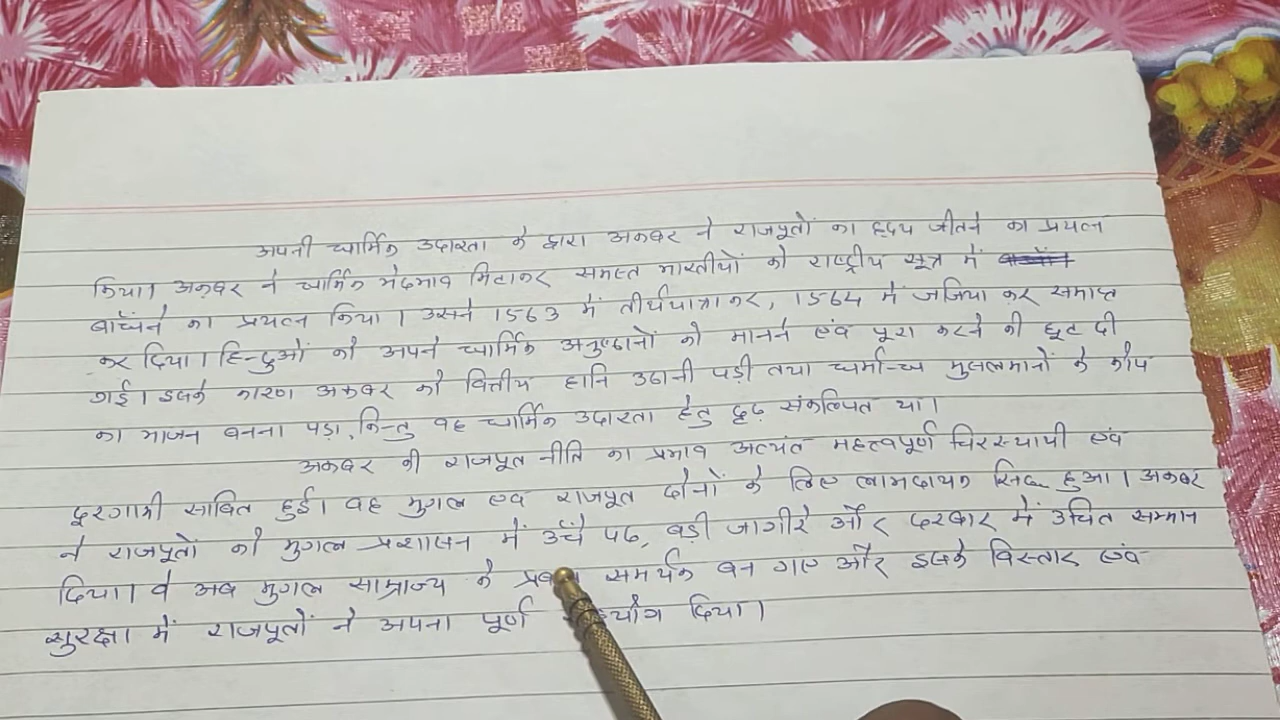 अपनी धार्मिक उदारता के द्वारा अकबर ने राजपूतों का हृदय जीतने का प्रयत्न
किया। अकबर ने धार्मिक भेदभाव मिटाकर समस्त भारतीयों को राष्ट्रीय सूत्र में
बाँधने का प्रयत्न किया। उसने 1563 में तीर्थयात्रा कर, 1564 में जजिया कर समाप्त
कर दिया। हिन्दुओं को अपने धार्मिक अनुष्ठानों को मानने एवं पूरा करने की छूट दी
गई। इसके कारण अकबर को वित्तीय हानि उठानी पड़ी तथा धर्मान्ध मुसलमानों के कोप
का भाजन बनना पड़ा, किन्तु वह धार्मिक उदारता हेतु दृढ़ संकल्पित था।
अकबर की राजपूत नीति का प्रभाव अत्यंत महत्वपूर्ण चिरस्थायी एवं
दूरगामी साबित हुई। वह मुगल एवं राजपूत दोनों के लिए लाभदायक सिद्ध हुआ। अकबर
ने राजपूतों को मुगल प्रशासन में उँचे पद, बड़ी जागीरे और दरबार में उचित सम्मान
दिया। वे अब मुगल साम्राज्य के समर्थक बन गए और इसके विस्तार एवं
सुरक्षा में राजपूतों ने अपना पूर्ण दिया।